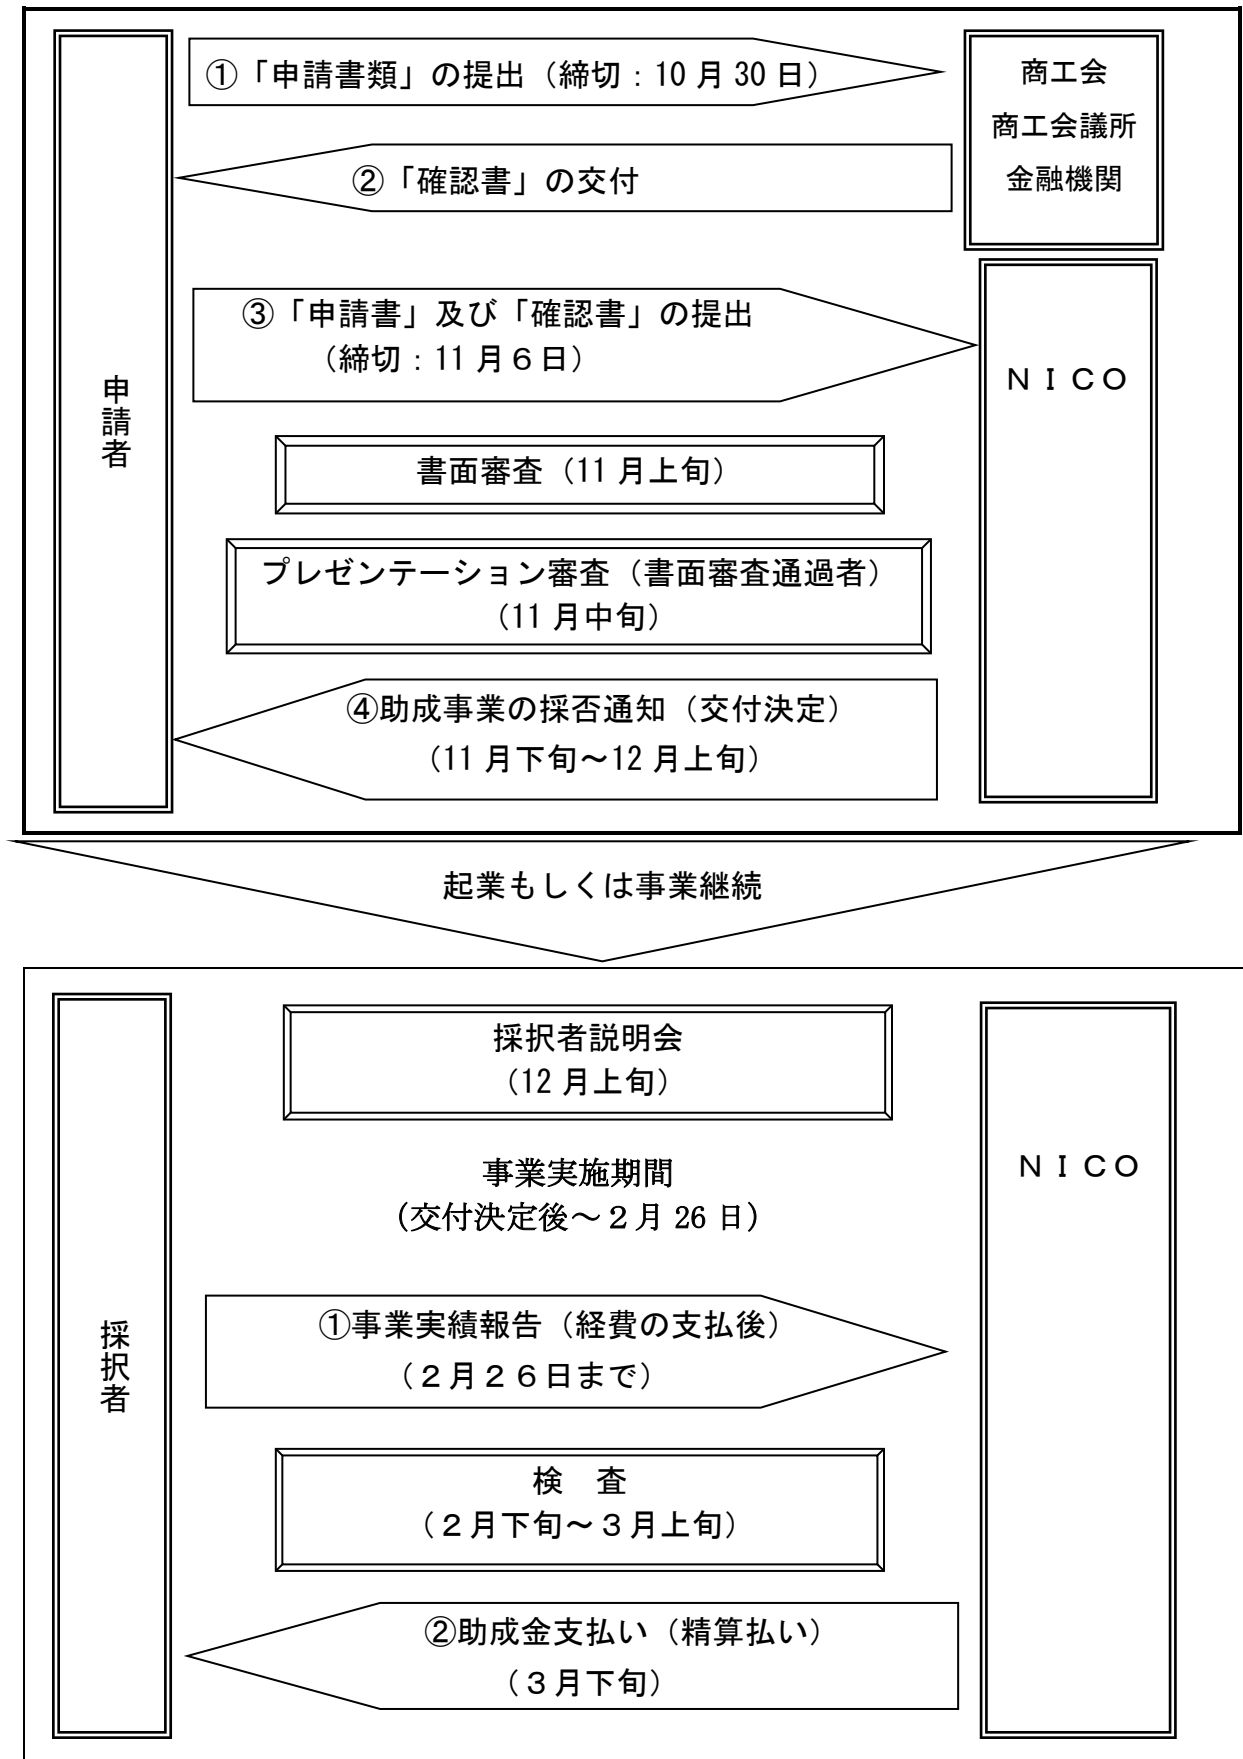 ①「申請書類」の提出（締切：10 月 30 日）
商工会
商工会議所
金融機関
②「確認書」の交付
③「申請書」及び「確認書」の提出
（締切：11 月６日）
ＮＩＣＯ
申請者
書面審査（11 月上旬）
プレゼンテーション審査（書面審査通過者）
（11 月中旬）
④助成事業の採否通知（交付決定）
（11 月下旬～12 月上旬）
起業もしくは事業継続
採択者説明会
（12 月上旬）
事業実施期間
（交付決定後～２月 26 日）
ＮＩＣＯ
採択者
①事業実績報告（経費の支払後）
（２月２６日まで）
検　査
（２月下旬～３月上旬）
②助成金支払い（精算払い）
（３月下旬）